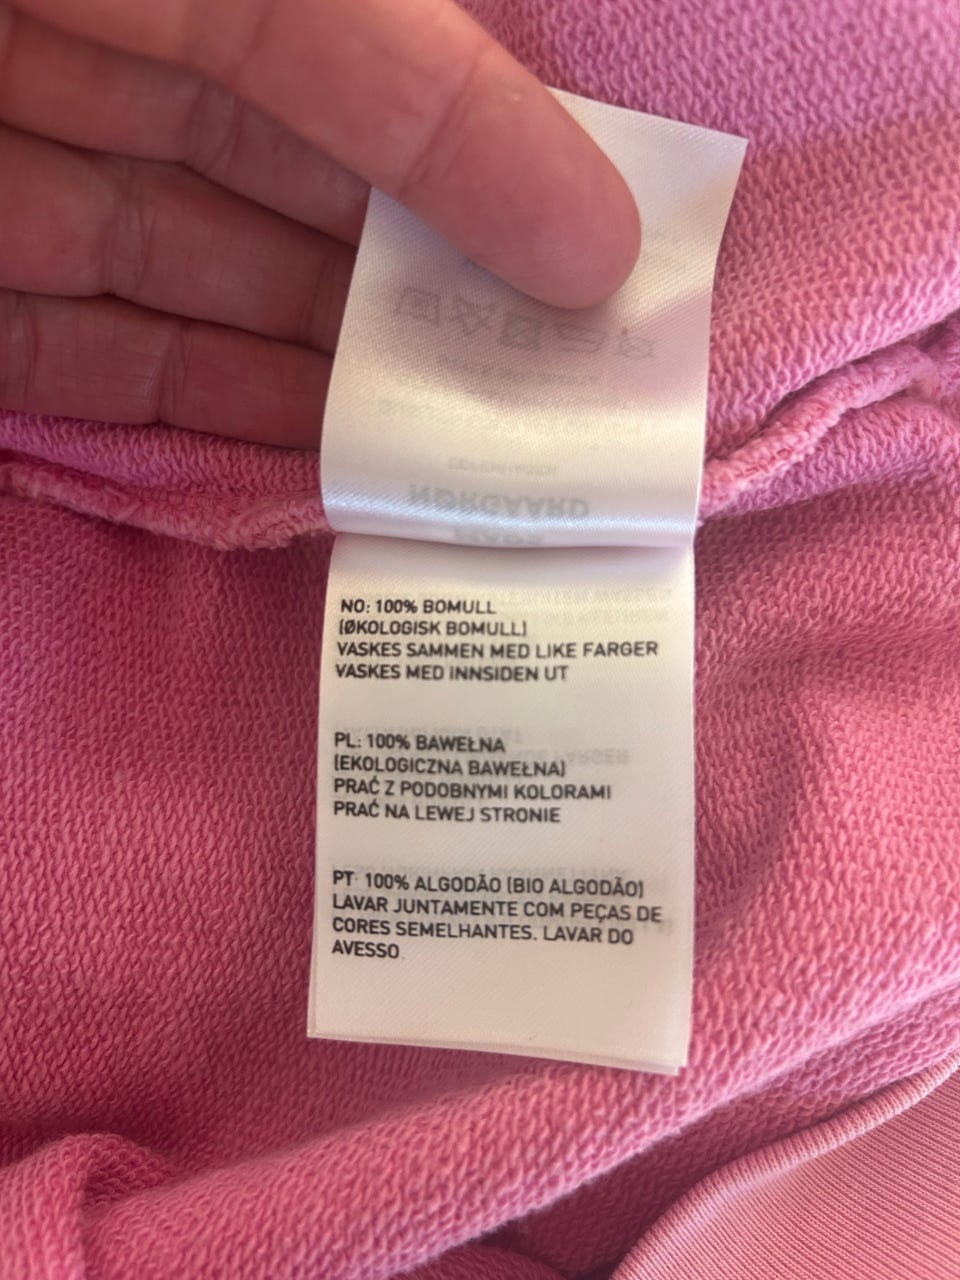 NO: 100% BOMULL
(ØKOLOGISK BOMULL)
VASKES SAMMEN MED LIKE FARGER
VASKES MED INNSIDEN UT
PL: 100% BAWEŁNA
(EKOLOGICZNA BAWEŁNA)
PRAĆ Z PODOBNYMI KOLORAMI
PRAĆ NA LEWEJ STRONIE
PT: 100% ALGODÃO (BIO ALGODÃO)
LAVAR JUNTAMENTE COM PEÇAS DE
CORES SEMELHANTES. LAVAR DO
AVESSO